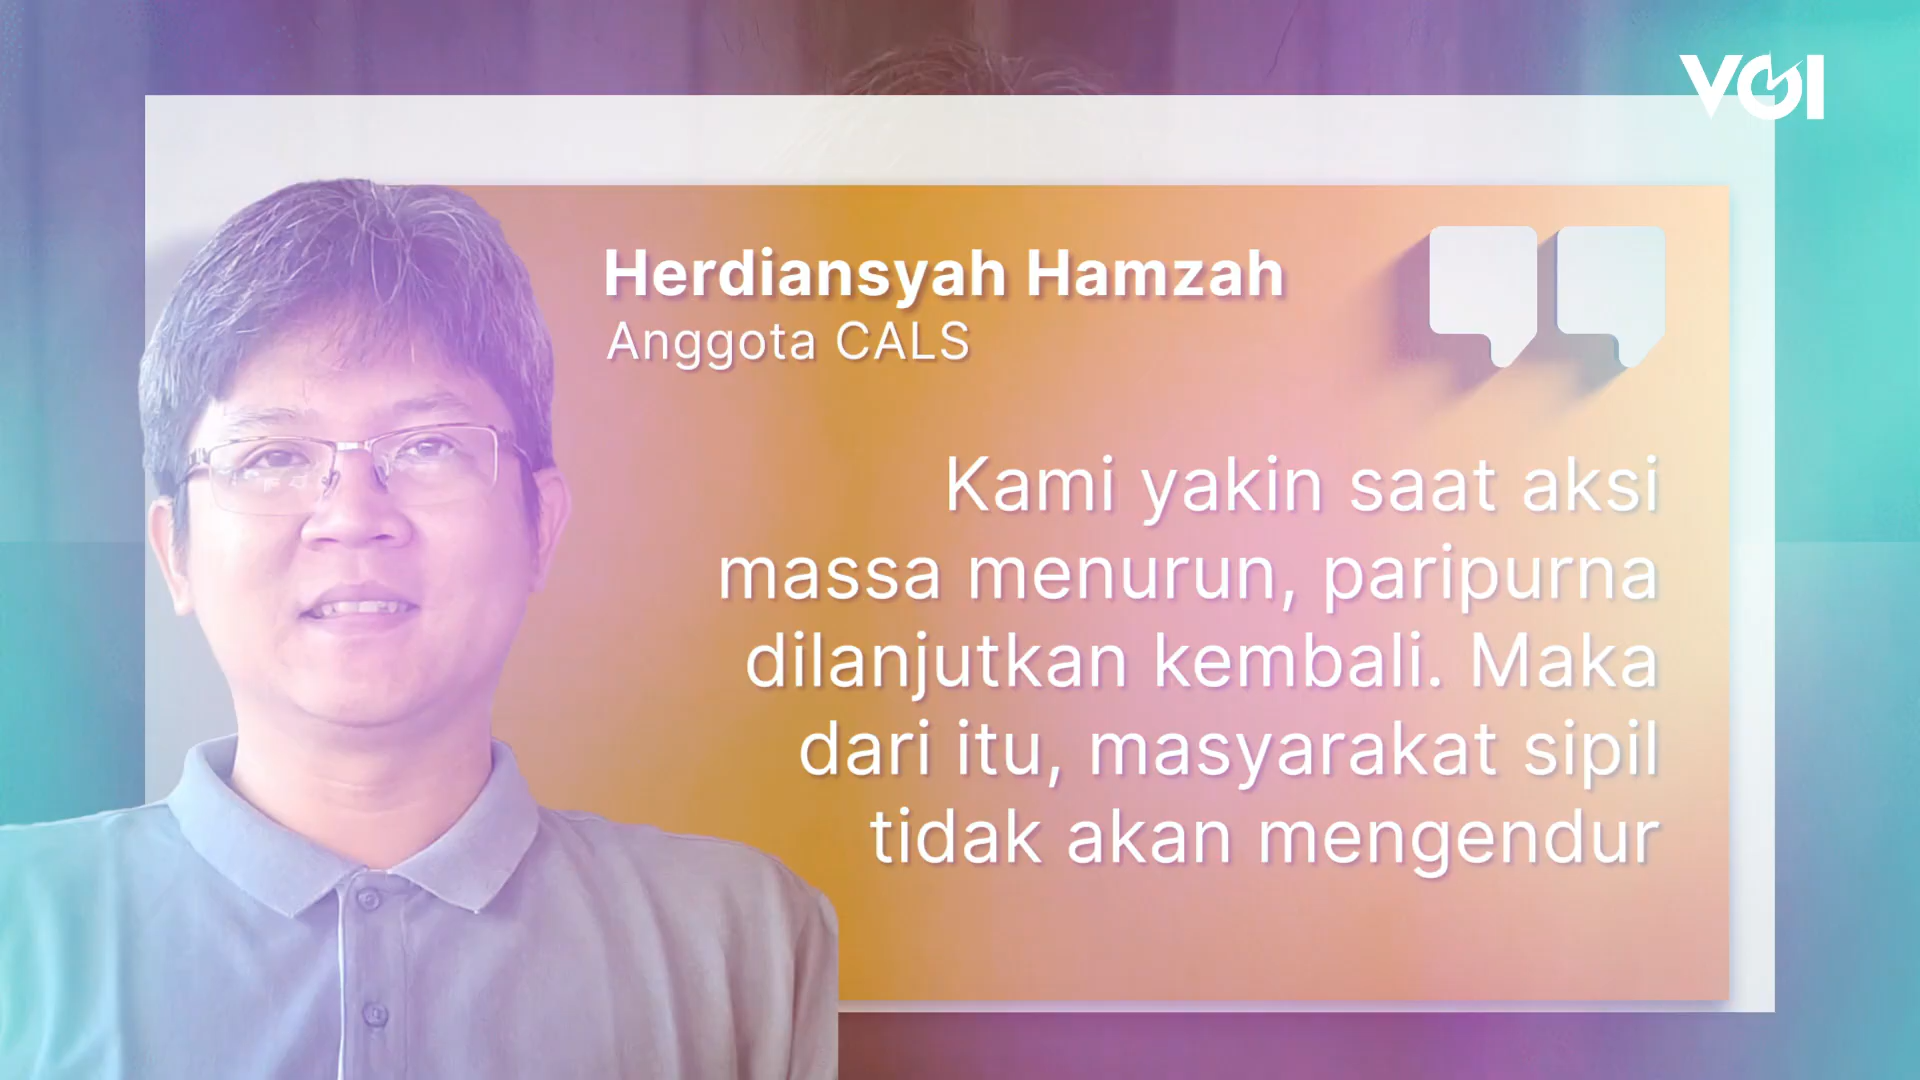 VOI
Herdiansyah Hamzah
Anggota CALS
Kami yakin saat aksi
massa menurun, paripurna
dilanjutkan kembali. Maka
dari itu, masyarakat sipil
tidak akan mengendur